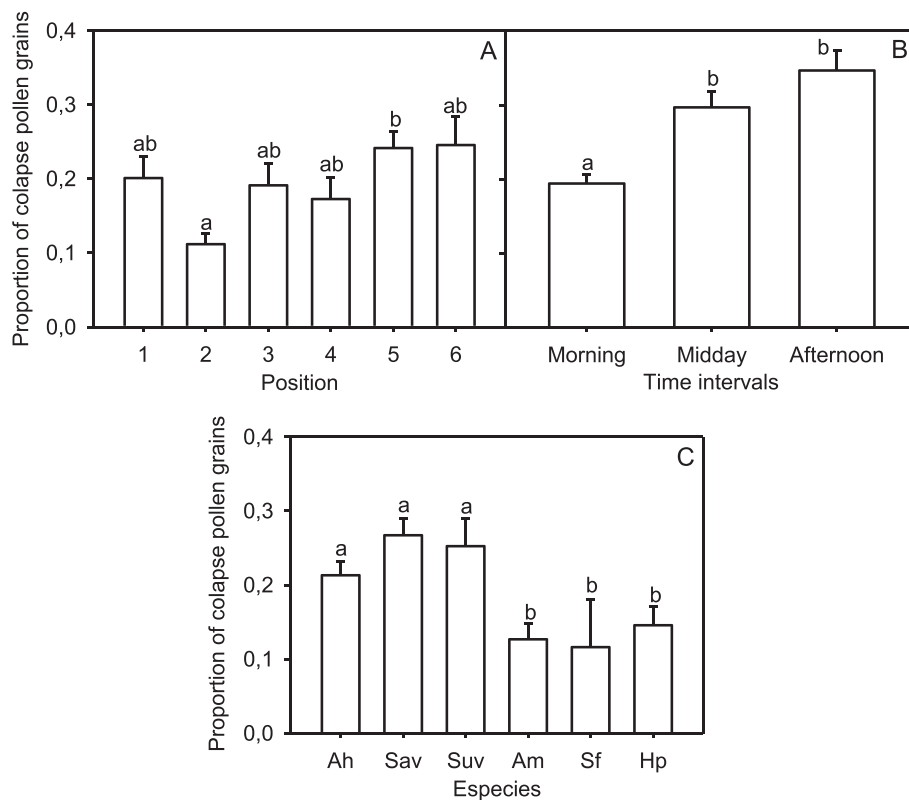 Proportion of colapse pollen grains
0,4
0,3
0,2
0,1
0,0
A
ab
a
ab
ab
b
ab
1 2 3 4 5 6
Position
B
a
b
b
Morning Midday Afternoon
Time intervals
Proportion of colapse pollen grains
0,4
0,3
0,2
0,1
0,0
C
a
a
a
b
b
b
Ah Sav Suv Am Sf Hp
Especies